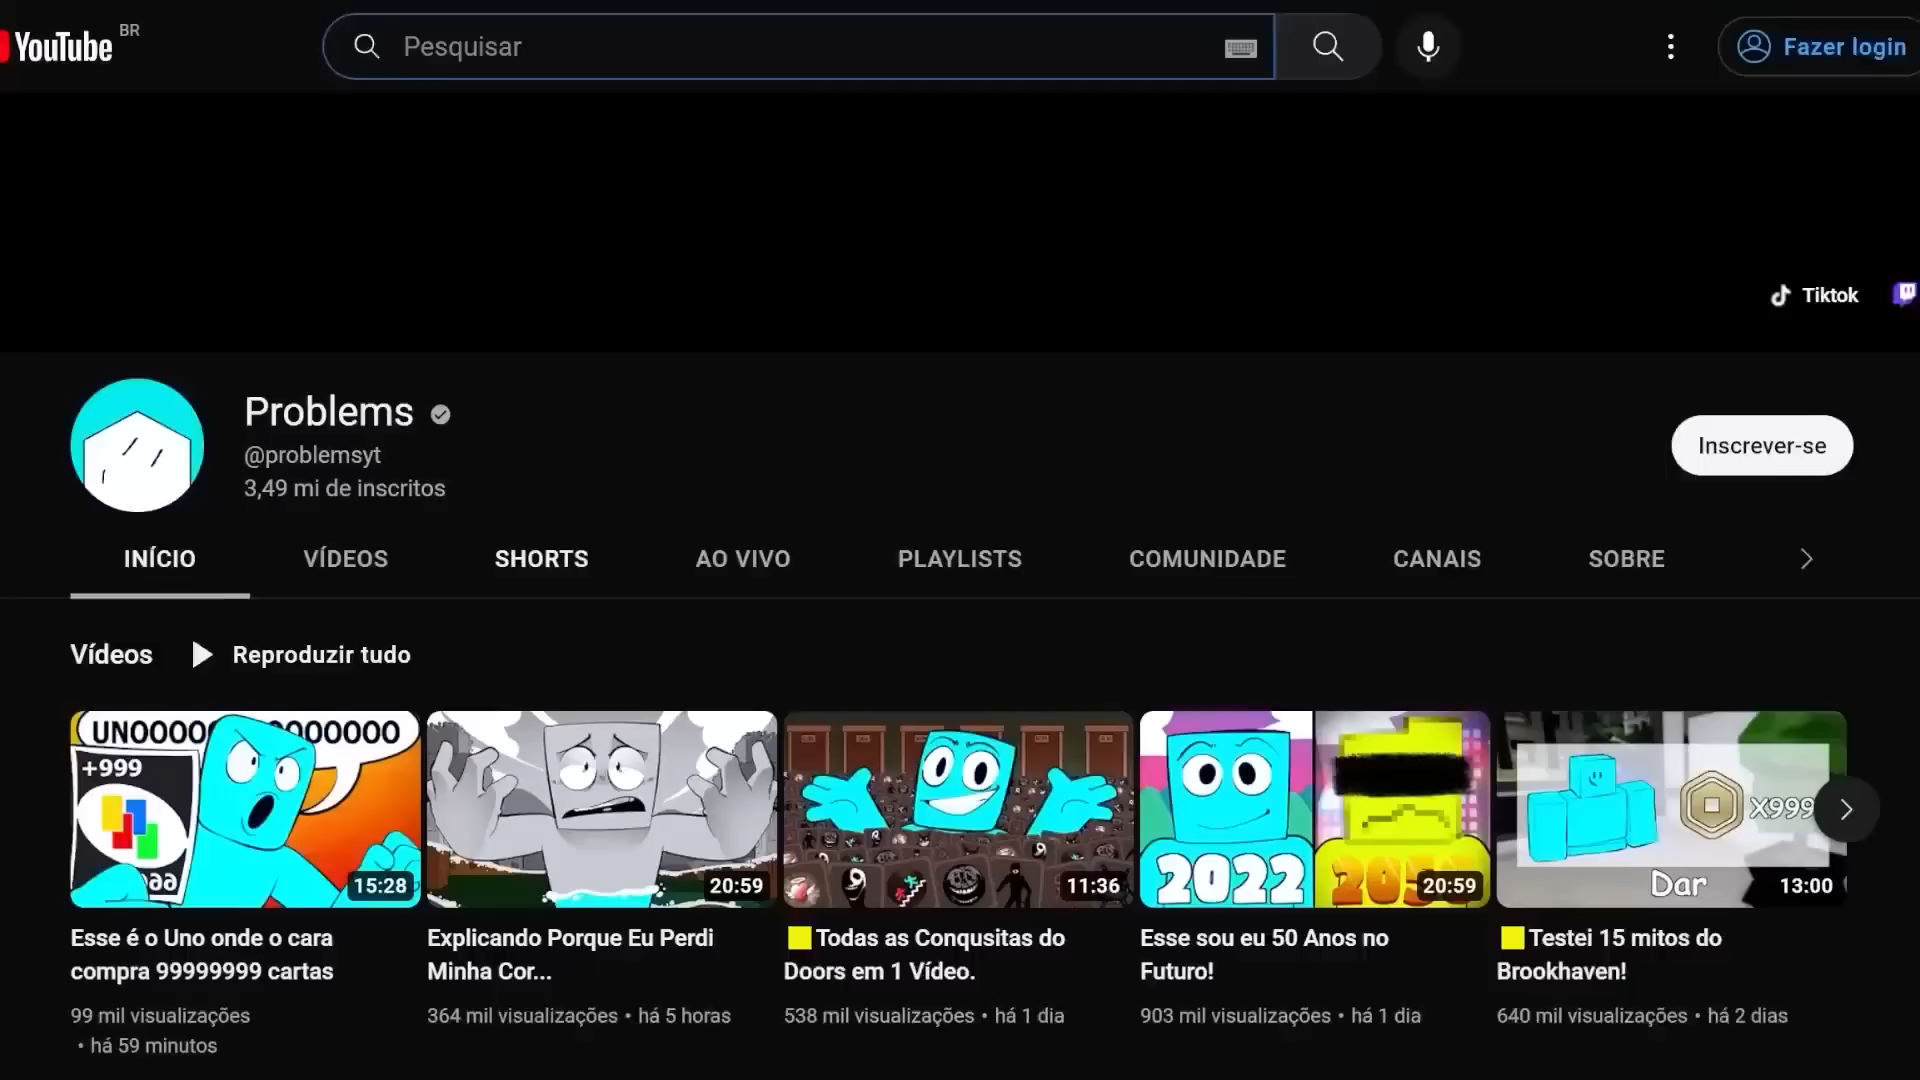 YouTube BR
Pesquisar
Fazer login
Tiktok
Problems
@problemsyt
3,49 mi de inscritos
Inscrever-se
INÍCIO
VÍDEOS
SHORTS
AO VIVO
PLAYLISTS
COMUNIDADE
CANAIS
SOBRE
Vídeos
Reproduzir tudo
+999
15:28
20:59
11:36
2022
20:59
X999
Dar
13:00
Esse é o Uno onde o cara
compra 99999999 cartas
99 mil visualizações
• há 59 minutos
Explicando Porque Eu Perdi
Minha Cor...
364 mil visualizações • há 5 horas
Todas as Conqusitas do
Doors em 1 Vídeo.
538 mil visualizações • há 1 dia
Esse sou eu 50 Anos no
Futuro!
903 mil visualizações • há 1 dia
Testei 15 mitos do
Brookhaven!
640 mil visualizações • há 2 dias